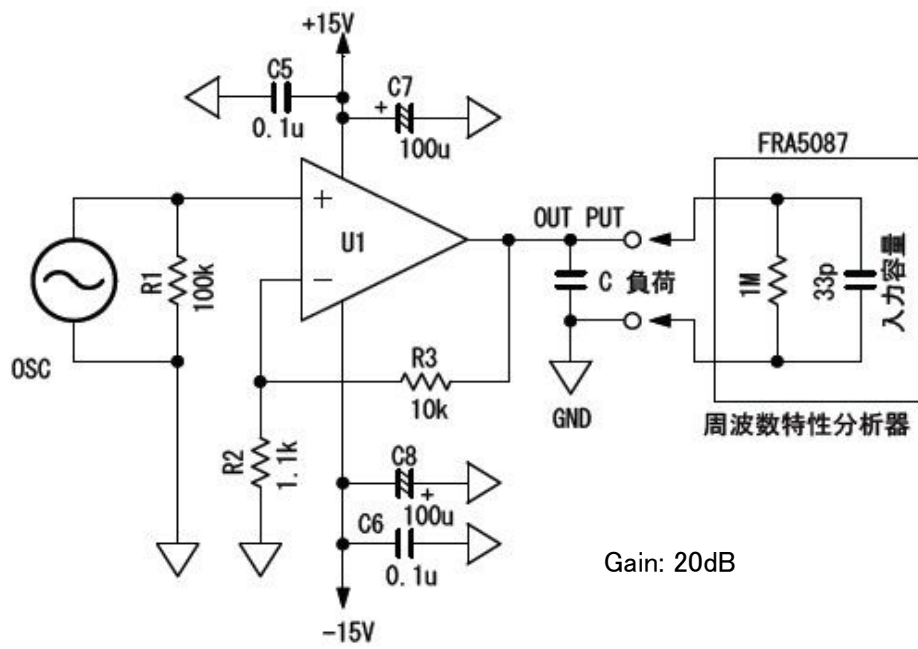 +15V
C5
0.1u
C7
+
100u
FRA5087
OUT PUT
+
U1
−
R1
100k
C 負荷
1M
33p
入力容量
OSC
R3
10k
GND
周波数特性分析器
R2
1.1k
C8
+
100u
C6
0.1u
Gain: 20dB
-15V